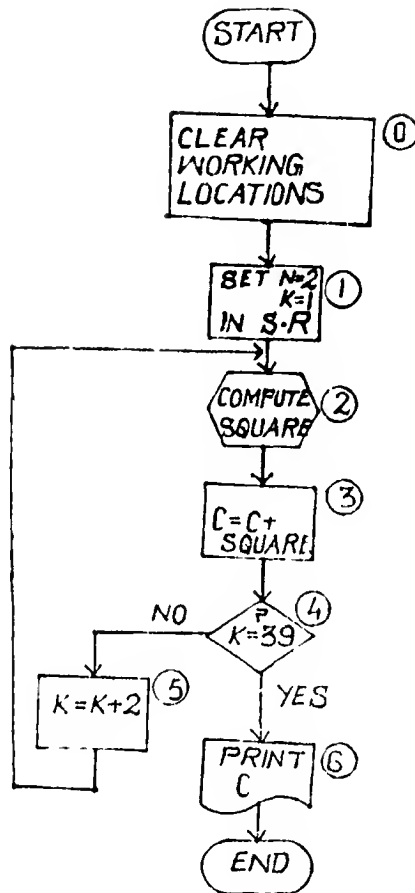 START
0
CLEAR
WORKING
LOCATIONS
SET N=2
K=1
IN S.R
1
COMPUTE
SQUARE
2
3
C=C+
SQUARE
4
?
K=39
NO
YES
5
K=K+2
6
PRINT
C
END